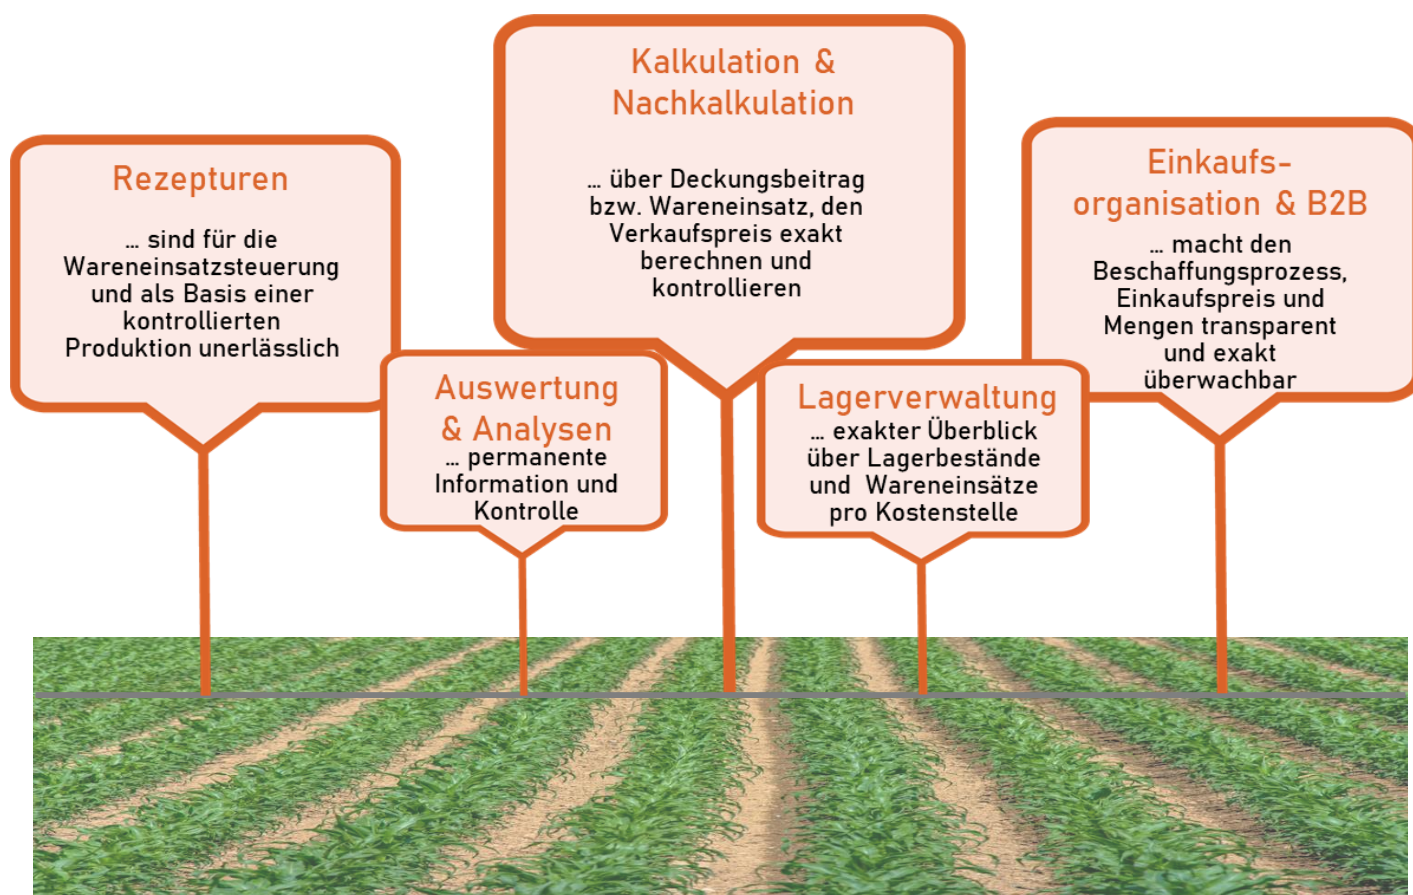 Rezepturen
... sind für die
Wareneinsatzsteuerung
und als Basis einer
kontrollierten
Produktion unerlässlich
Auswertung
& Analysen
... permanente
Information und
Kontrolle
Kalkulation &
Nachkalkulation
... über Deckungsbeitrag
bzw. Wareneinsatz, den
Verkaufspreis exakt
berechnen und
kontrollieren
Lagerverwaltung
... exakter Überblick
über Lagerbestände
und Wareneinsätze
pro Kostenstelle
Einkaufs-
organisation & B2B
... macht den
Beschaffungsprozess,
Einkaufspreis und
Mengen transparent
und exakt
überwachbar